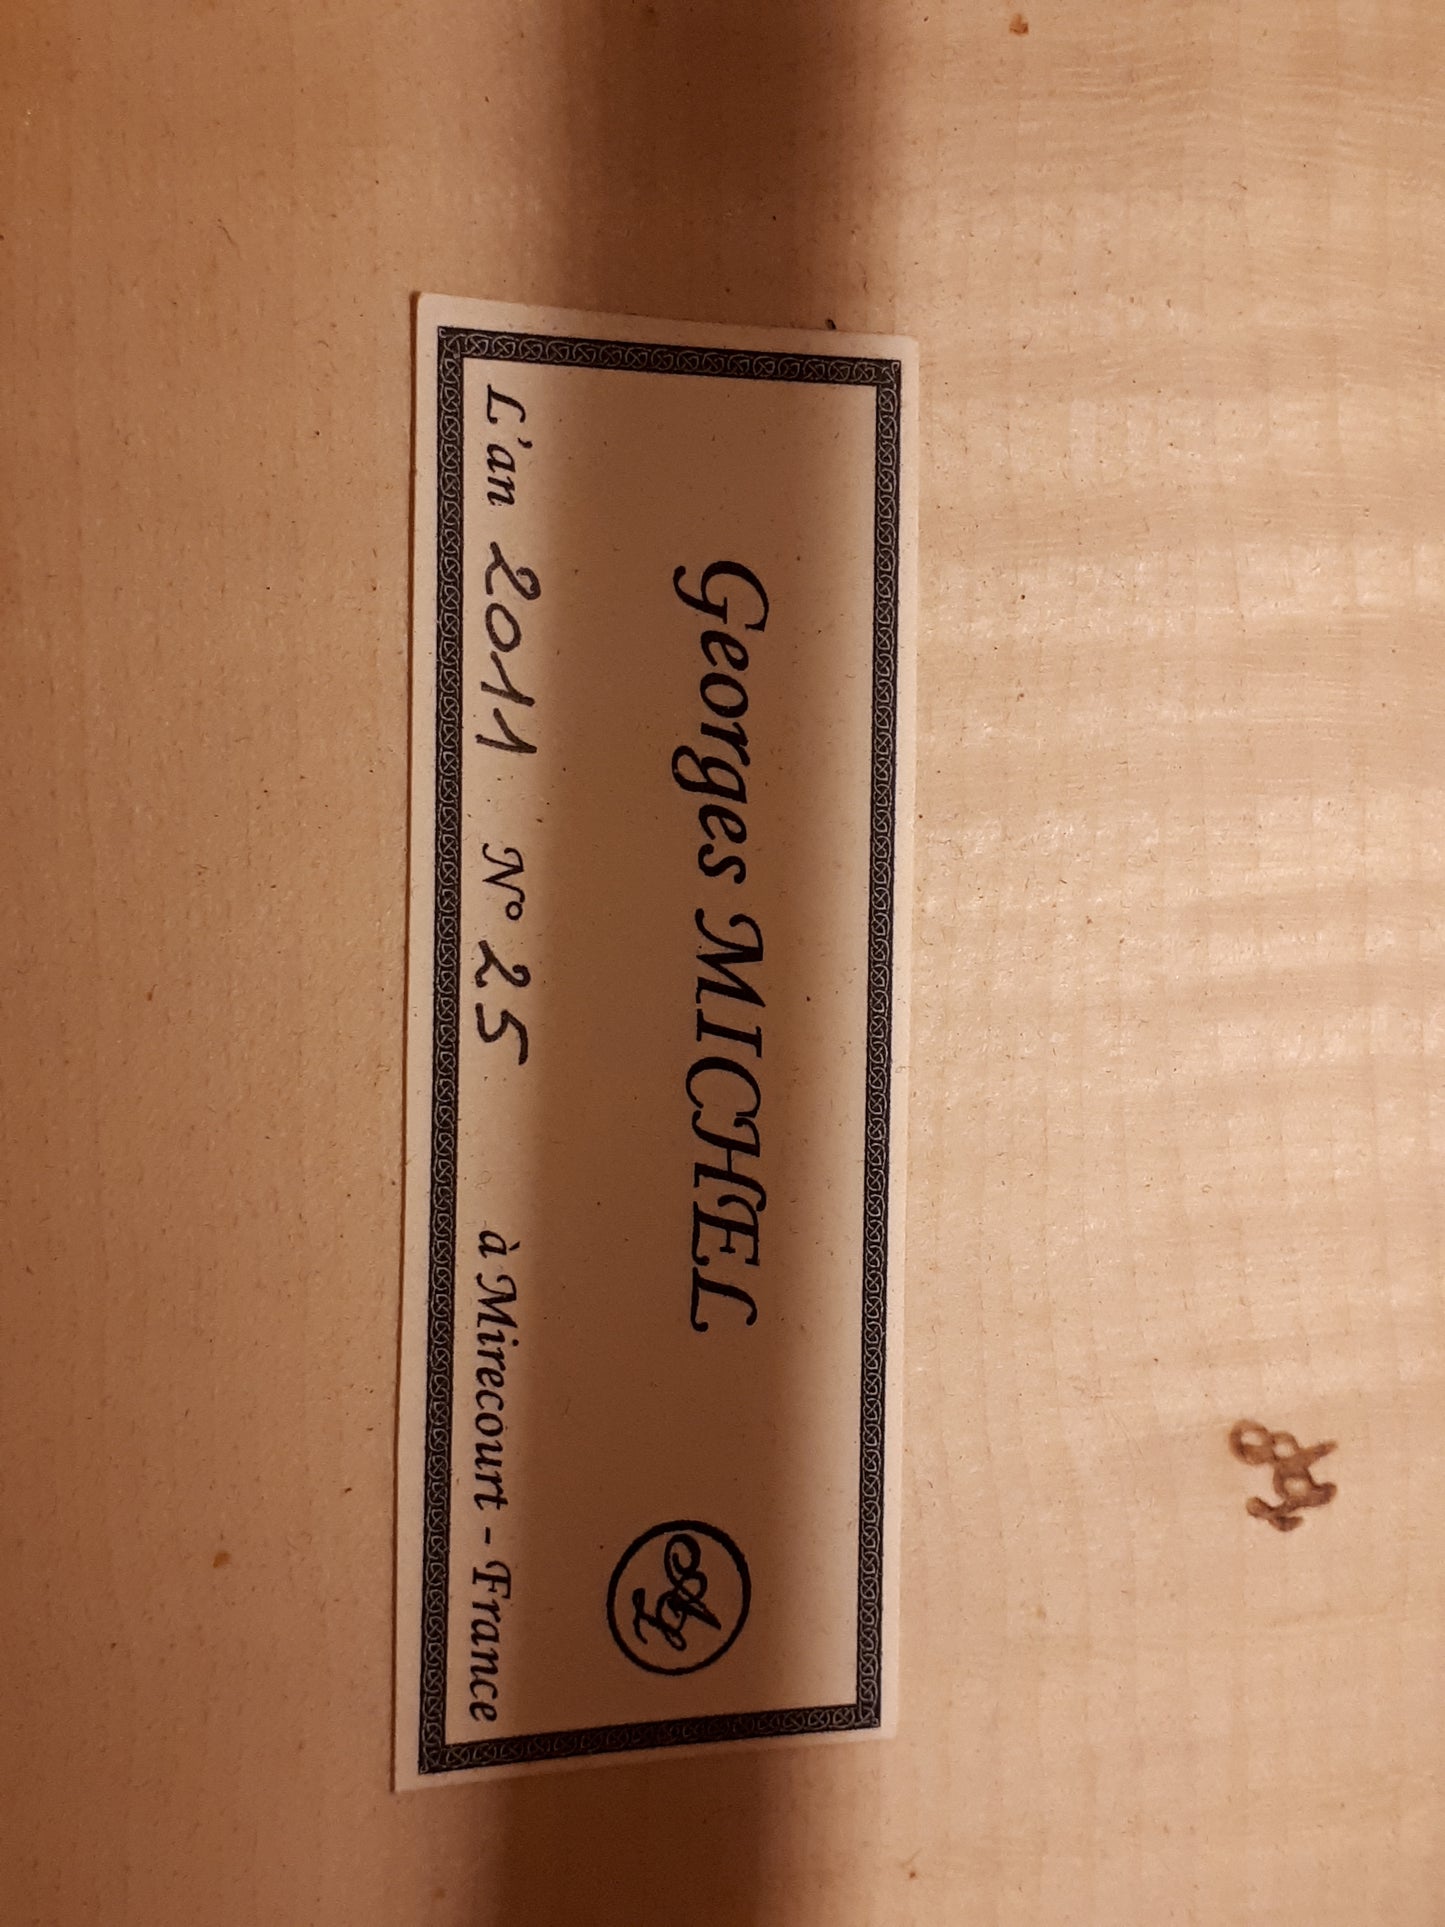 Georges MICHEL
L'an 2011 N° 25 à Mirecourt - France